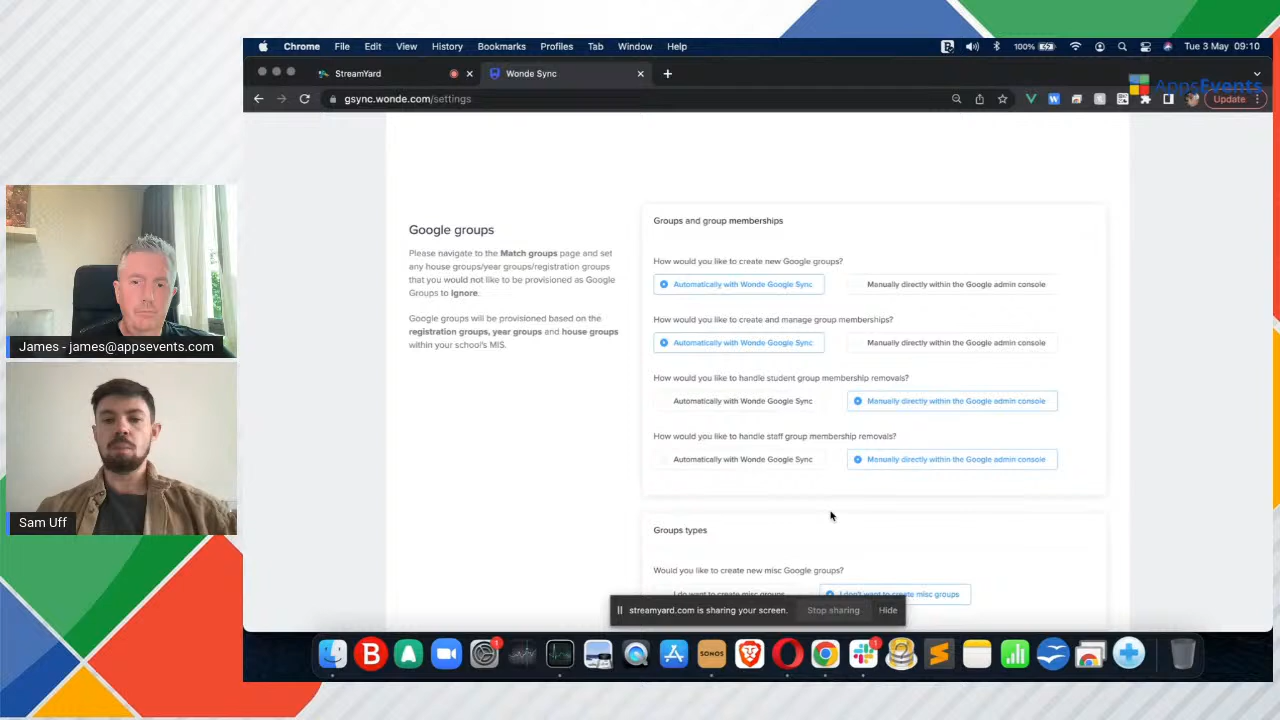 Chrome File Edit View History Bookmarks Profiles Tab Window Help
100% Tue 3 May 09:10
StreamYard
Wonde Sync
gsync.wonde.com/settings
AppsEvents
Update
Google groups
Please navigate to the Match groups page and set
any house groups/year groups/registration groups
that you would not like to be provisioned as Google
Groups to Ignore.
Google groups will be provisioned based on the
registration groups, year groups and house groups
within your school's MIS.
Groups and group memberships
How would you like to create new Google groups?
Automatically with Wonde Google Sync
Manually directly within the Google admin console
How would you like to create and manage group memberships?
Automatically with Wonde Google Sync
Manually directly within the Google admin console
How would you like to handle student group membership removals?
Automatically with Wonde Google Sync
Manually directly within the Google admin console
How would you like to handle staff group membership removals?
Automatically with Wonde Google Sync
Manually directly within the Google admin console
Groups types
Would you like to create new misc Google groups?
I do want to create misc groups
I don't want to create misc groups
streamyard.com is sharing your screen.
Stop sharing
Hide
James - james@appsevents.com
Sam Uff
SONOS
1
1